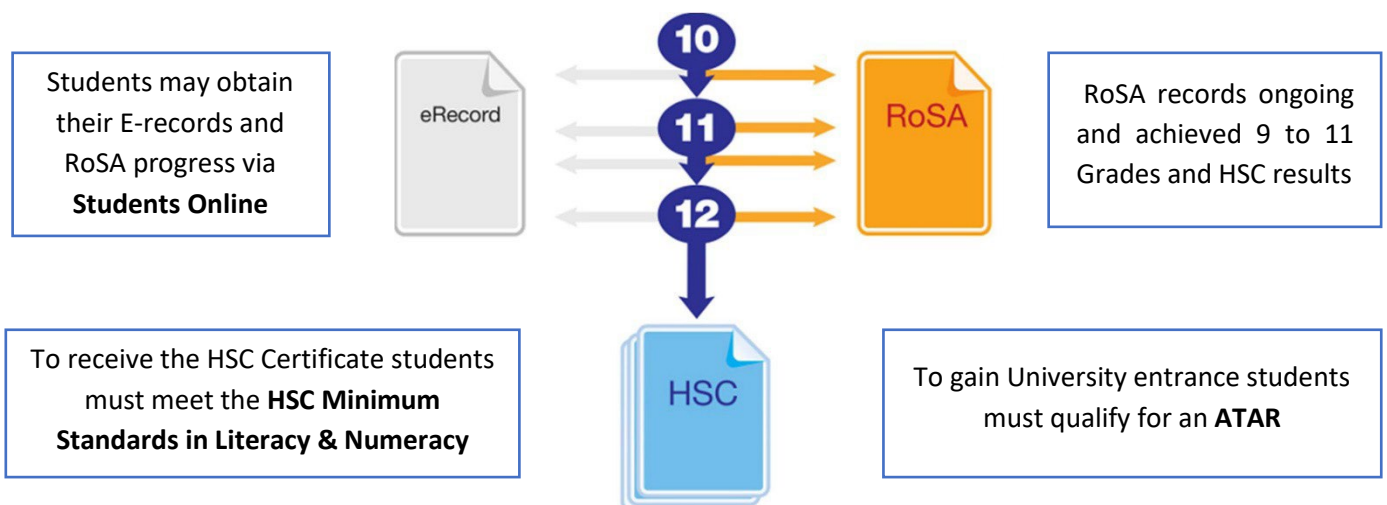 Students may obtain
their E-records and
RoSA progress via
Students Online
eRecord
10
11
12
RoSA
RoSA records ongoing
and achieved 9 to 11
Grades and HSC results
To receive the HSC Certificate students
must meet the HSC Minimum
Standards in Literacy & Numeracy
HSC
To gain University entrance students
must qualify for an ATAR